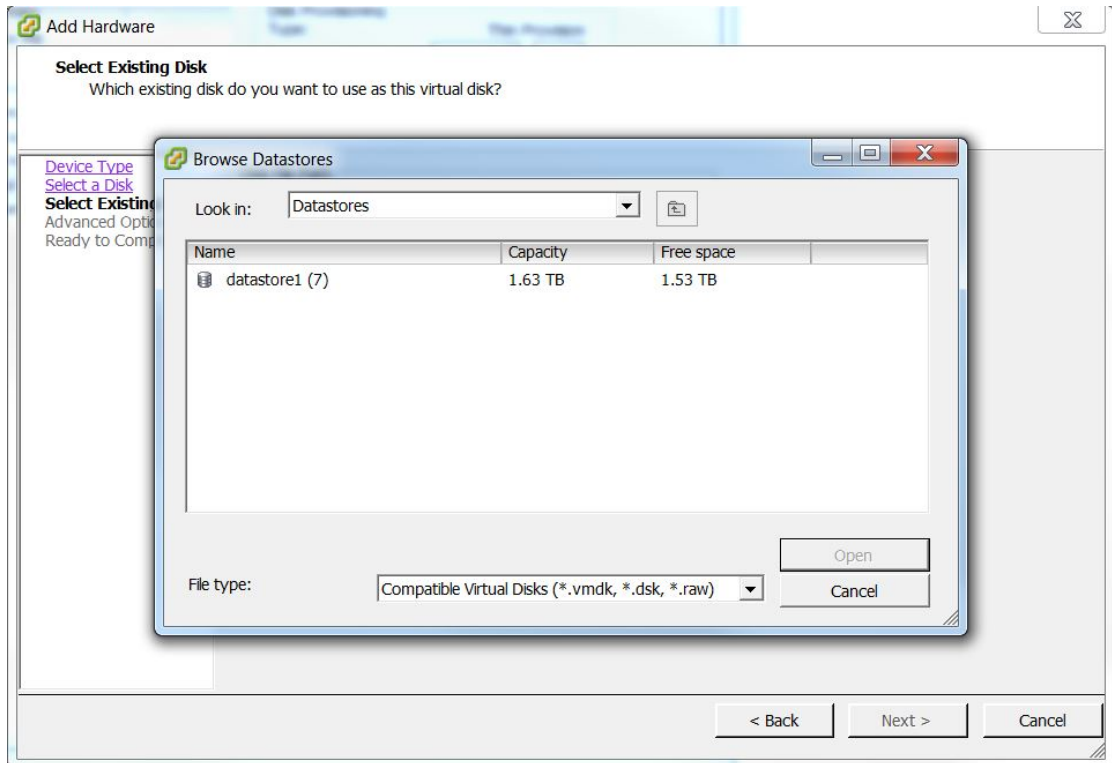 Add Hardware
Select Existing Disk
Which existing disk do you want to use as this virtual disk?
Device Type
Select a Disk
Select Existing
Ready to Comp
Browse Datastores
Look in: Datastores
Name Capacity Free space
datastore1 (7) 1.63 TB 1.53 TB
Open
File type: Compatible Virtual Disks (*.vmdk, *.dsk, *.raw)
Cancel
< Back Next > Cancel